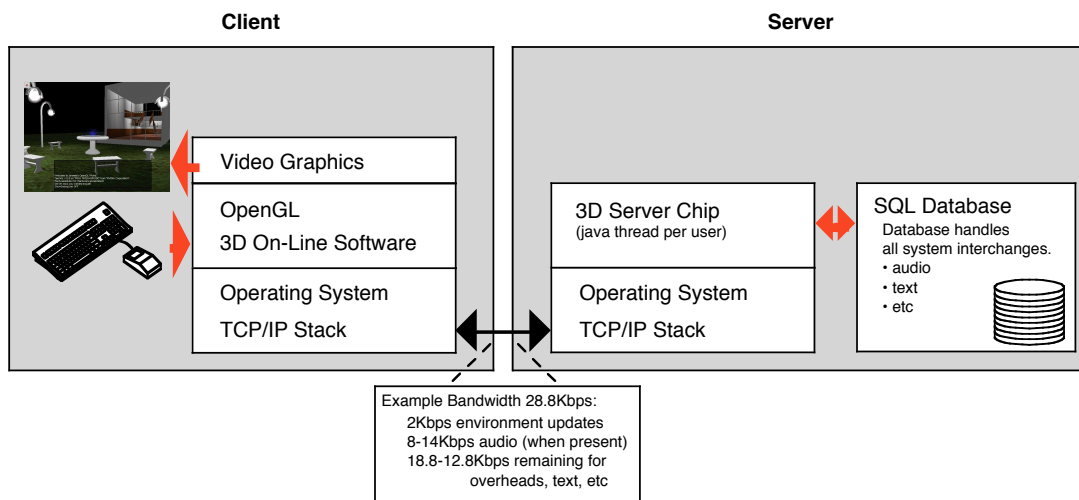 Client
Server
Video Graphics
OpenGL
3D On-Line Software
Operating System
TCP/IP Stack
3D Server Chip
(java thread per user)
Operating System
TCP/IP Stack
SQL Database
Database handles
all system interchanges.
• audio
• text
• etc
Example Bandwidth 28.8Kbps:
2Kbps environment updates
8-14Kbps audio (when present)
18.8-12.8Kbps remaining for
overheads, text, etc